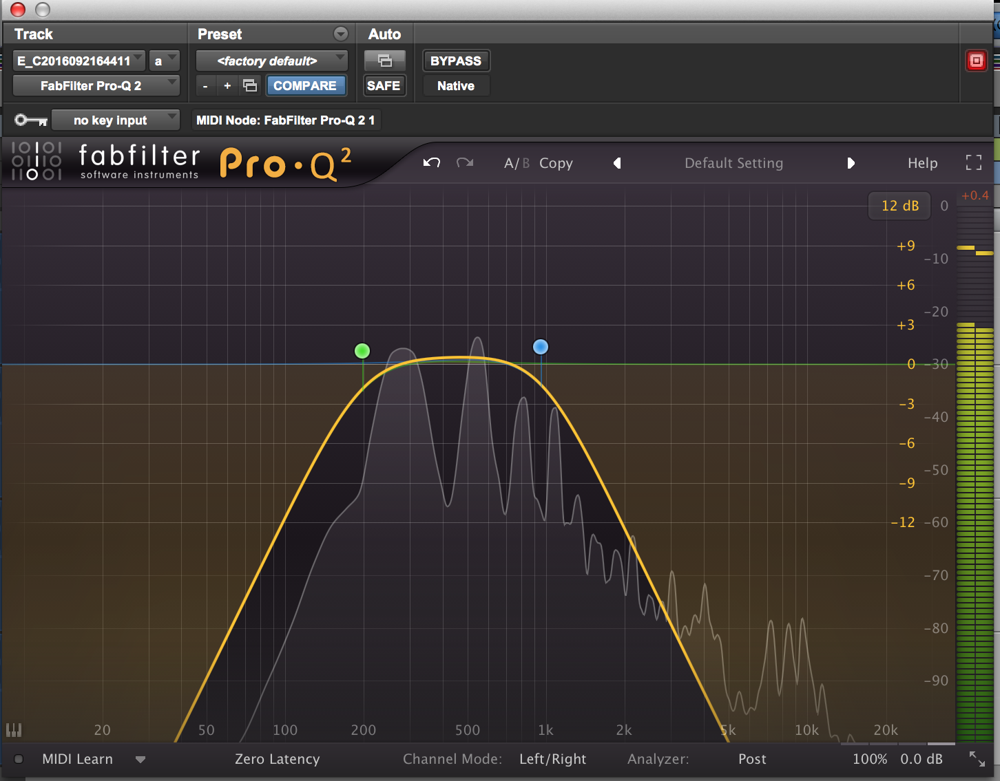 Track Preset Auto
E_C2016092164411 a <factory default> BYPASS
FabFilter Pro-Q 2 - + COMPARE SAFE Native
no key input MIDI Node: FabFilter Pro-Q 2 1
fabfilter Pro·Q²
software instruments
A/B Copy Default Setting Help
12 dB 0 +0.4
+9
-10
+6
-20
+3
0 -30
-3
-40
-6
-50
-9
-12 -60
-70
-80
-90
20 50 100 200 500 1k 2k 5k 10k 20k
MIDI Learn Zero Latency Channel Mode: Left/Right Analyzer: Post 100% 0.0 dB